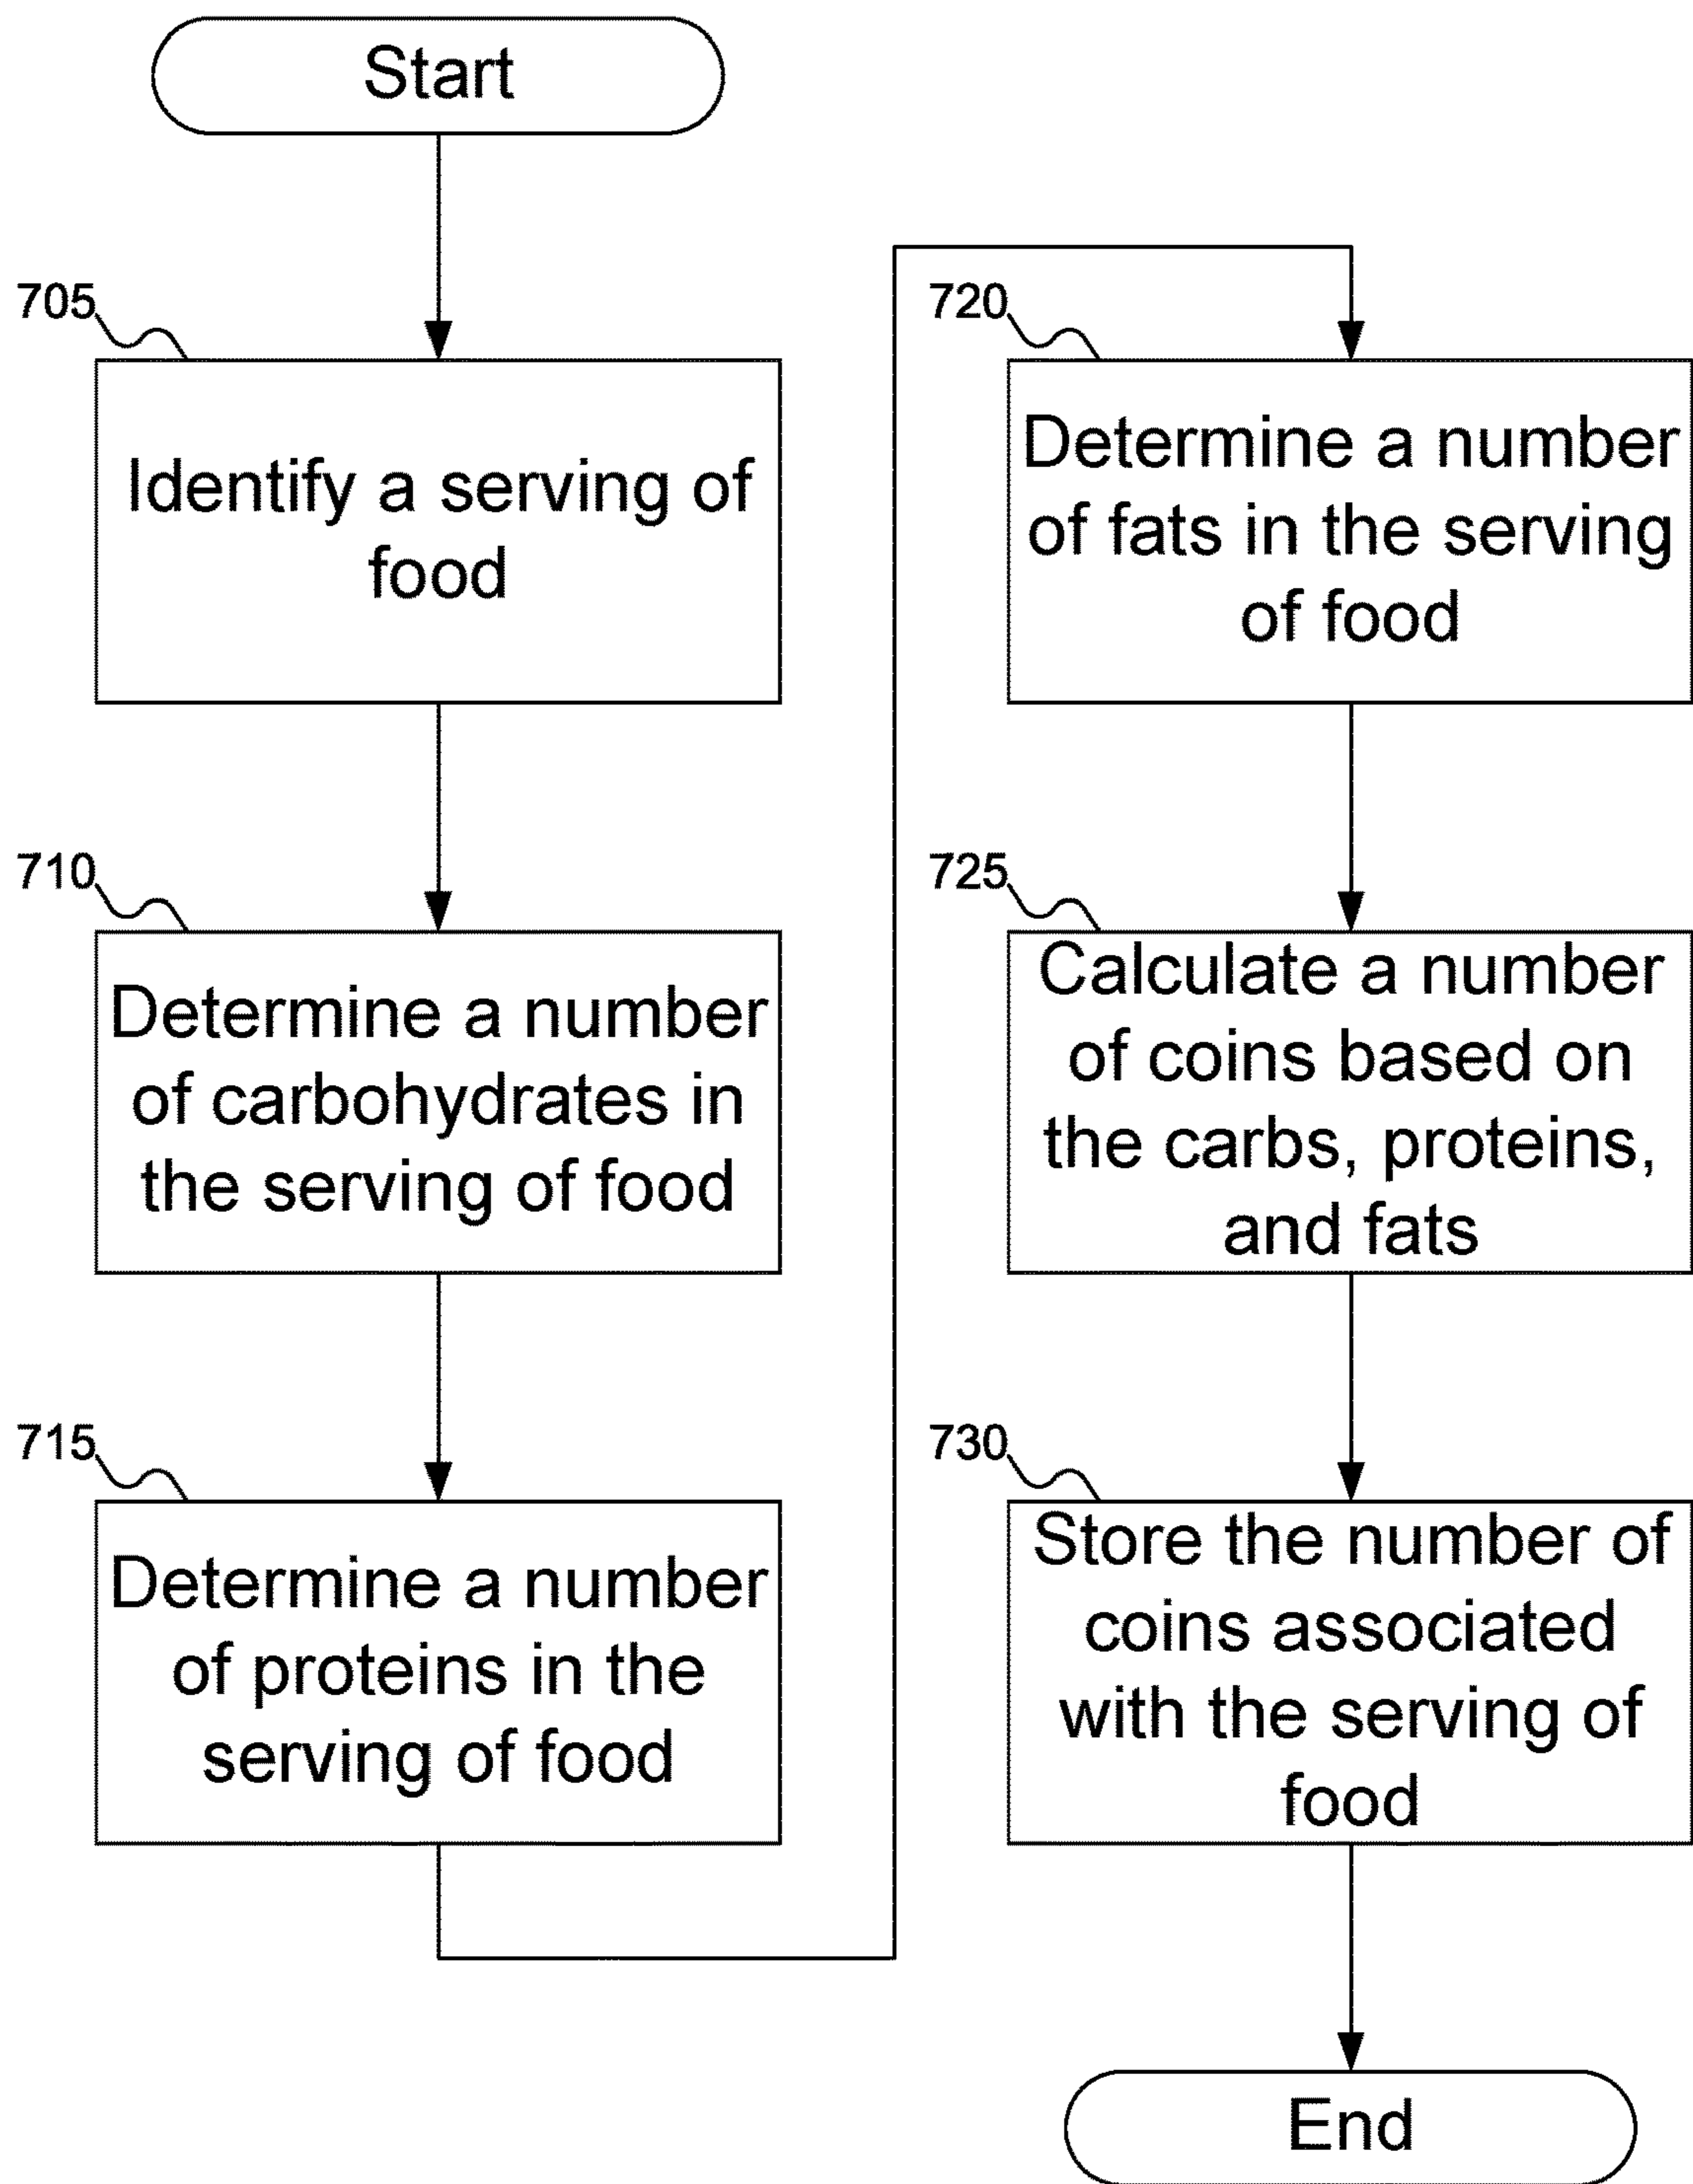 Start
705
Identify a serving of
food
710
Determine a number
of carbohydrates in
the serving of food
715
Determine a number
of proteins in the
serving of food
720
Determine a number
of fats in the serving
of food
725
Calculate a number
of coins based on
the carbs, proteins,
and fats
730
Store the number of
coins associated
with the serving of
food
End